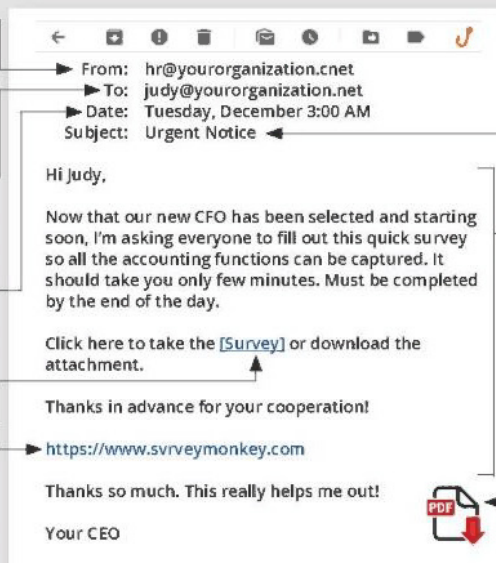 From: hr@yourorganization.cnet
To: judy@yourorganization.net
Date: Tuesday, December 3:00 AM
Subject: Urgent Notice
Hi Judy,
Now that our new CFO has been selected and starting
soon, I'm asking everyone to fill out this quick survey
so all the accounting functions can be captured. It
should take you only few minutes. Must be completed
by the end of the day.
Click here to take the [Survey] or download the
attachment.
Thanks in advance for your cooperation!
https://www.svrveymonkey.com
Thanks so much. This really helps me out!
PDF
Your CEO